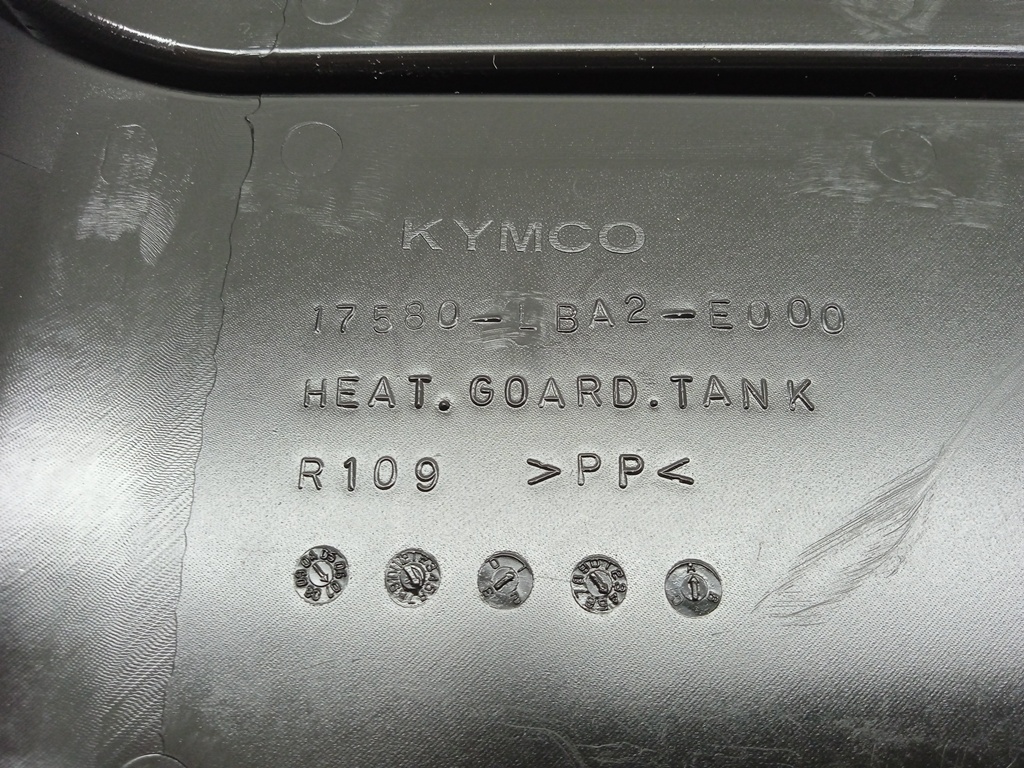 KYMCO
17580-LBA2-E000
HEAT.GOARD.TANK
R109 >PP<